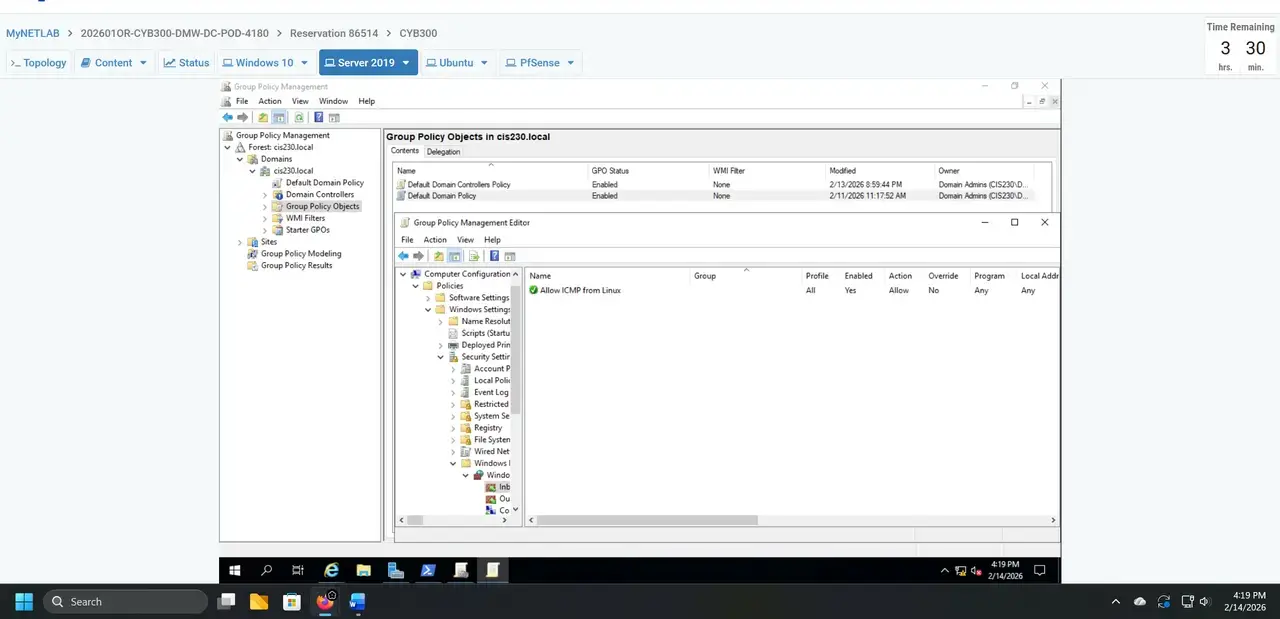 MyNETLAB > 202601OR-CYB300-DMW-DC-POD-4180 > Reservation 86514 > CYB300
Time Remaining
3 30
hrs. min.
>_ Topology Content Status Windows 10 Server 2019 Ubuntu PfSense
Group Policy Management
File Action View Window Help
Group Policy Management
Forest: cis230.local
Domains
cis230.local
Default Domain Policy
Domain Controllers
Group Policy Objects
WMI Filters
Starter GPOs
Sites
Group Policy Modeling
Group Policy Results
Group Policy Objects in cis230.local
Contents Delegation
Name GPO Status WMI Filter Modified Owner
Default Domain Controllers Policy Enabled None 2/13/2026 8:59:44 PM Domain Admins (CIS230\D...
Default Domain Policy Enabled None 2/11/2026 11:17:52 AM Domain Admins (CIS230\D...
Group Policy Management Editor
File Action View Help
Computer Configuration
Policies
Software Settings
Windows Settings
Name Resolut
Scripts (Startu
Deployed Prin
Security Settin
Account P
Local Polic
Event Log
Restricted
System Se
Registry
File System
Wired Net
Windows I
Windo
Inb
Ou
Co
Name Group Profile Enabled Action Override Program Local Addr
Allow ICMP from Linux All Yes Allow No Any Any
4:19 PM
2/14/2026
Search
4:19 PM
2/14/2026